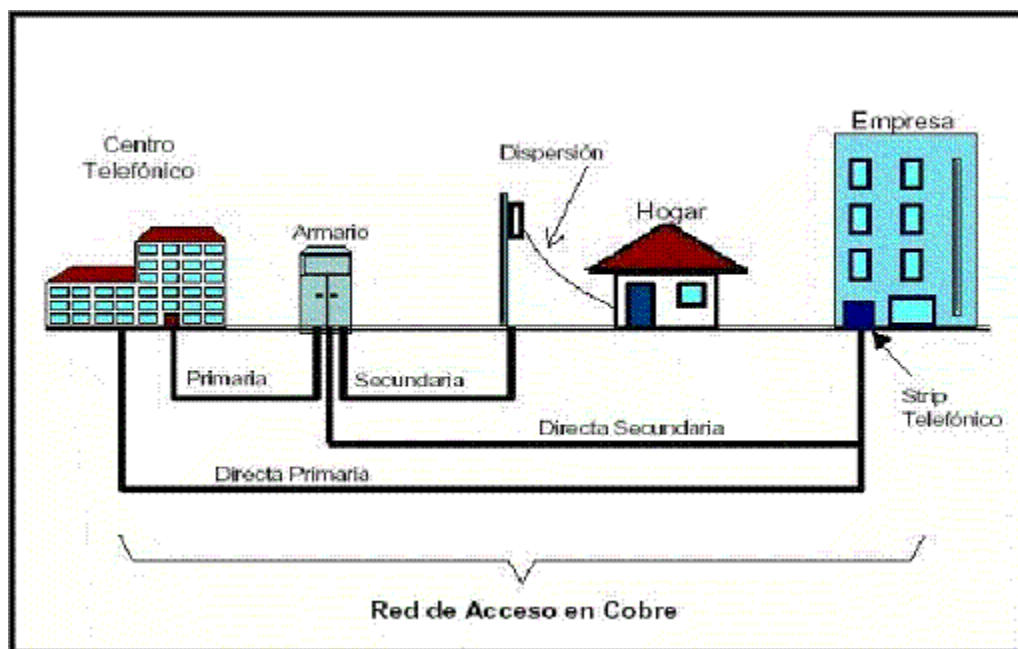 Centro
Telefónico
Armario
Dispersión
Hogar
Empresa
Primaria
Secundaria
Strip
Telefónico
Directa Secundaria
Directa Primaria
Red de Acceso en Cobre